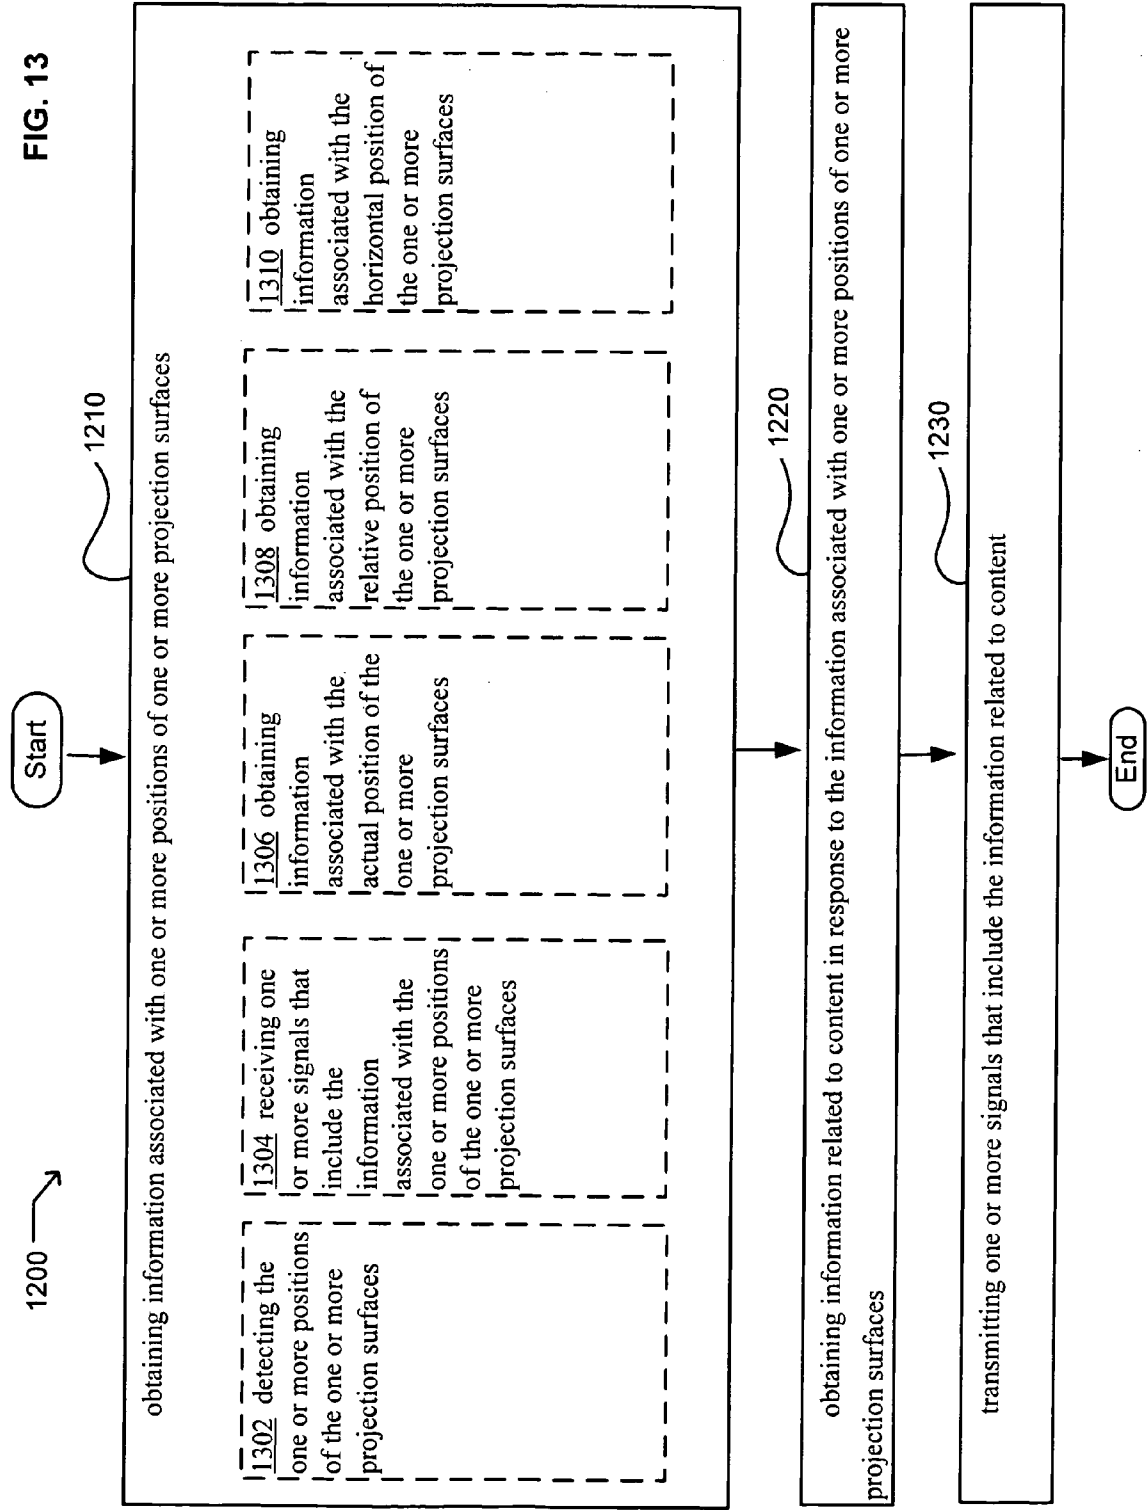 FIG. 13
1200
Start
1210
obtaining information associated with one or more positions of one or more projection surfaces
1302 detecting the
one or more positions
of the one or more
projection surfaces
1304 receiving one
or more signals that
include the
information
associated with the
one or more positions
of the one or more
projection surfaces
1306 obtaining
information
associated with the
actual position of the
one or more
projection surfaces
1308 obtaining
information
associated with the
relative position of
the one or more
projection surfaces
1310 obtaining
information
associated with the
horizontal position of
the one or more
projection surfaces
1220
obtaining information related to content in response to the information associated with one or more positions of one or more
projection surfaces
1230
transmitting one or more signals that include the information related to content
End